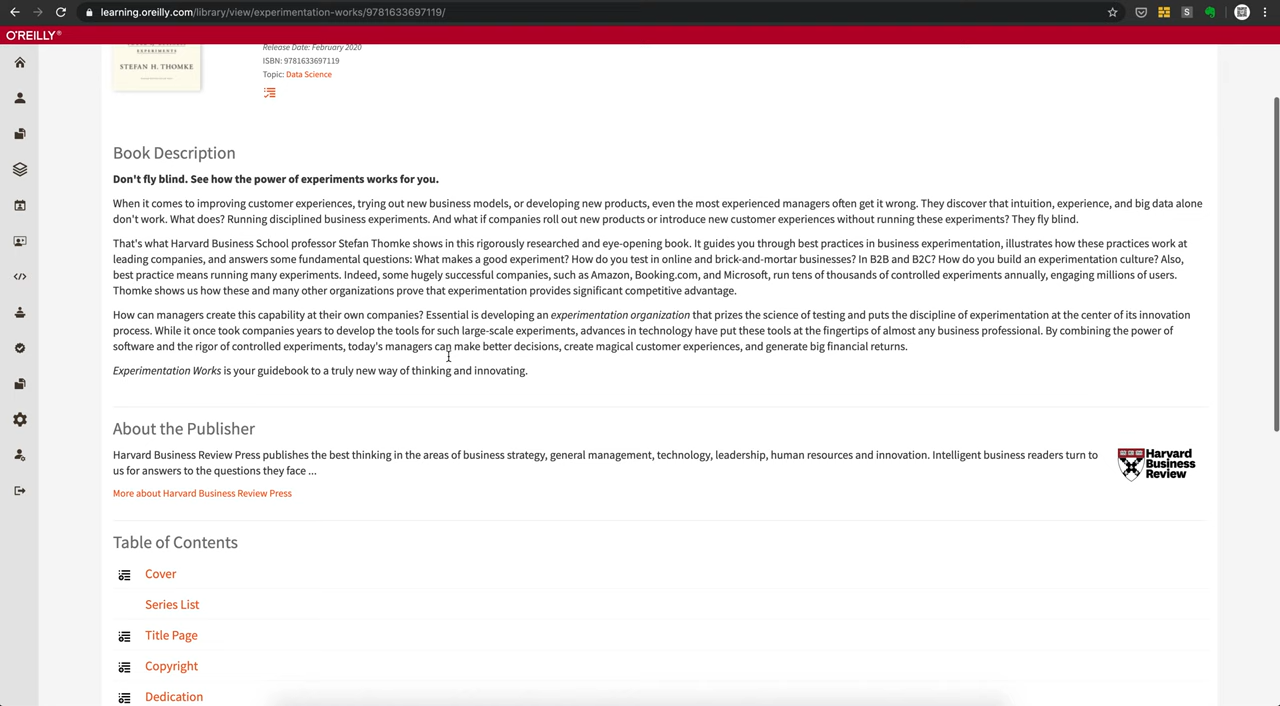 learning.oreilly.com/library/view/experimentation-works/9781633697119/
O'REILLY®
EXPERIMENTS
STEFAN H. THOMKE
Release Date: February 2020
ISBN: 9781633697119
Topic: Data Science
Book Description
Don't fly blind. See how the power of experiments works for you.
When it comes to improving customer experiences, trying out new business models, or developing new products, even the most experienced managers often get it wrong. They discover that intuition, experience, and big data alone
don't work. What does? Running disciplined business experiments. And what if companies roll out new products or introduce new customer experiences without running these experiments? They fly blind.
That's what Harvard Business School professor Stefan Thomke shows in this rigorously researched and eye-opening book. It guides you through best practices in business experimentation, illustrates how these practices work at
leading companies, and answers some fundamental questions: What makes a good experiment? How do you test in online and brick-and-mortar businesses? In B2B and B2C? How do you build an experimentation culture? Also,
best practice means running many experiments. Indeed, some hugely successful companies, such as Amazon, Booking.com, and Microsoft, run tens of thousands of controlled experiments annually, engaging millions of users.
Thomke shows us how these and many other organizations prove that experimentation provides significant competitive advantage.
How can managers create this capability at their own companies? Essential is developing an experimentation organization that prizes the science of testing and puts the discipline of experimentation at the center of its innovation
process. While it once took companies years to develop the tools for such large-scale experiments, advances in technology have put these tools at the fingertips of almost any business professional. By combining the power of
software and the rigor of controlled experiments, today's managers can make better decisions, create magical customer experiences, and generate big financial returns.
Experimentation Works is your guidebook to a truly new way of thinking and innovating.
About the Publisher
Harvard Business Review Press publishes the best thinking in the areas of business strategy, general management, technology, leadership, human resources and innovation. Intelligent business readers turn to
us for answers to the questions they face ...
Harvard
Business
Review
More about Harvard Business Review Press
Table of Contents
Cover
Series List
Title Page
Copyright
Dedication